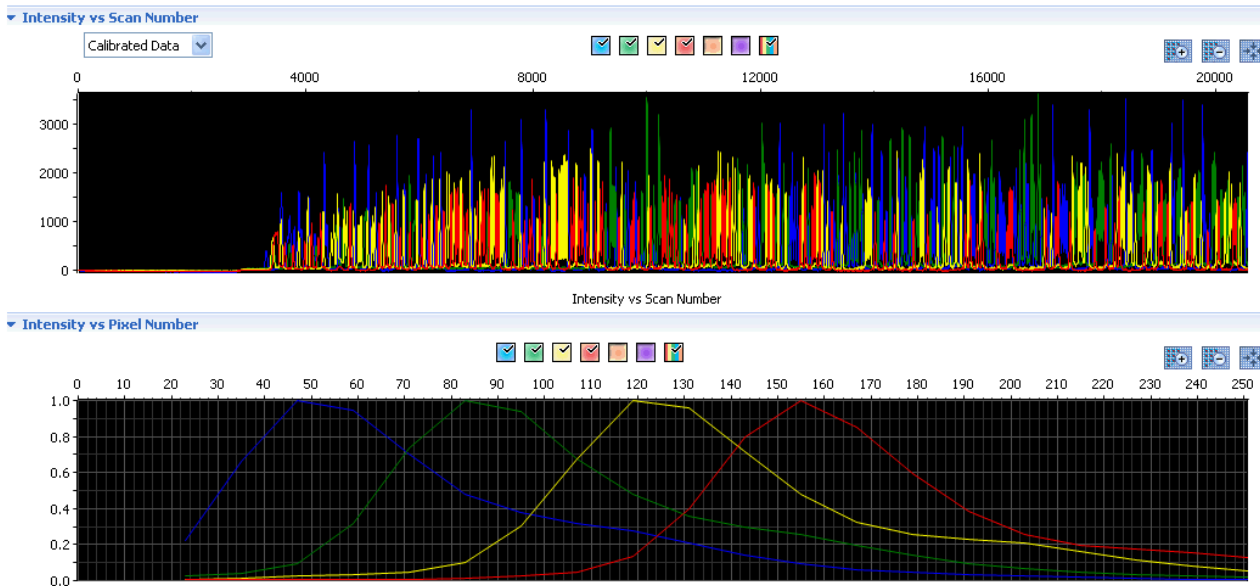 Intensity vs Scan Number
Calibrated Data
0 4000 8000 12000 16000 20000
3000
2000
1000
0
Intensity vs Scan Number
Intensity vs Pixel Number
0 10 20 30 40 50 60 70 80 90 100 110 120 130 140 150 160 170 180 190 200 210 220 230 240 250
1.0
0.8
0.6
0.4
0.2
0.0